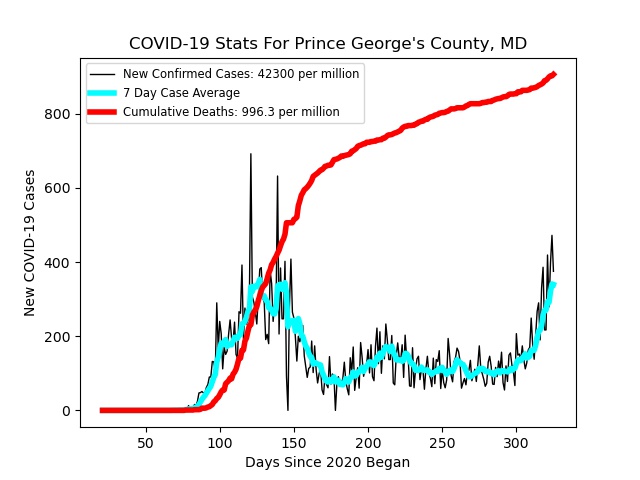 COVID-19 Stats For Prince George's County, MD
New Confirmed Cases: 42300 per million
7 Day Case Average
Cumulative Deaths: 996.3 per million
New COVID-19 Cases
800
600
400
200
0
50 100 150 200 250 300
Days Since 2020 Began